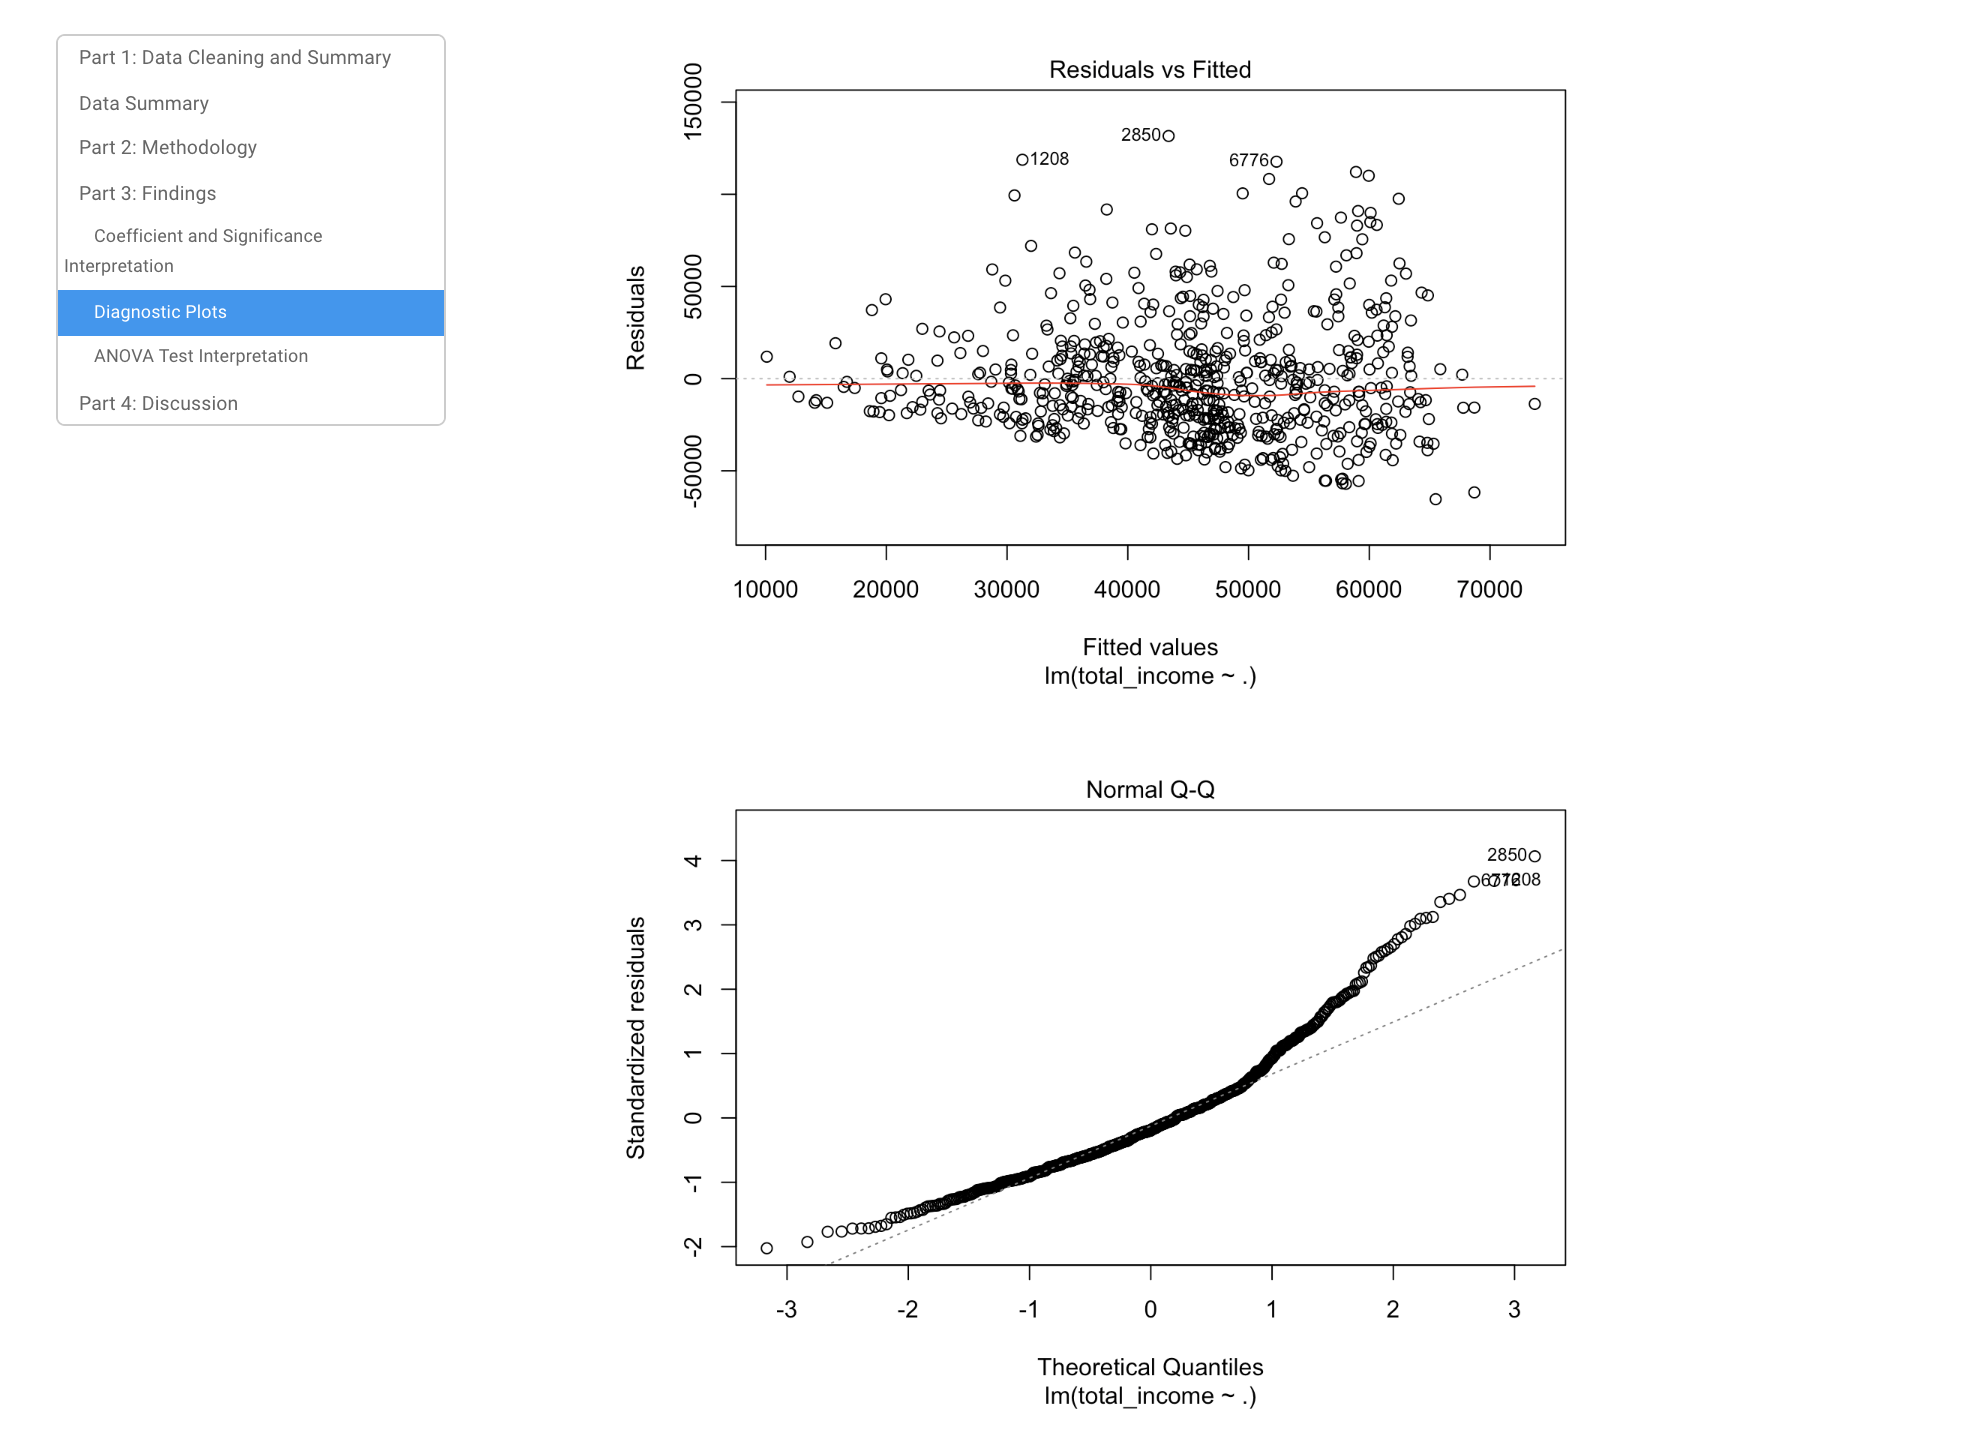 Part 1: Data Cleaning and Summary
Data Summary
Part 2: Methodology
Part 3: Findings
Coefficient and Significance
Interpretation
Diagnostic Plots
ANOVA Test Interpretation
Part 4: Discussion
Residuals vs Fitted
150000
50000
0
-50000
Residuals
2850
1208
6776
10000 20000 30000 40000 50000 60000 70000
Fitted values
lm(total_income ~ .)
Normal Q-Q
4
3
2
1
0
-1
-2
Standardized residuals
2850
6776
1208
-3 -2 -1 0 1 2 3
Theoretical Quantiles
lm(total_income ~ .)